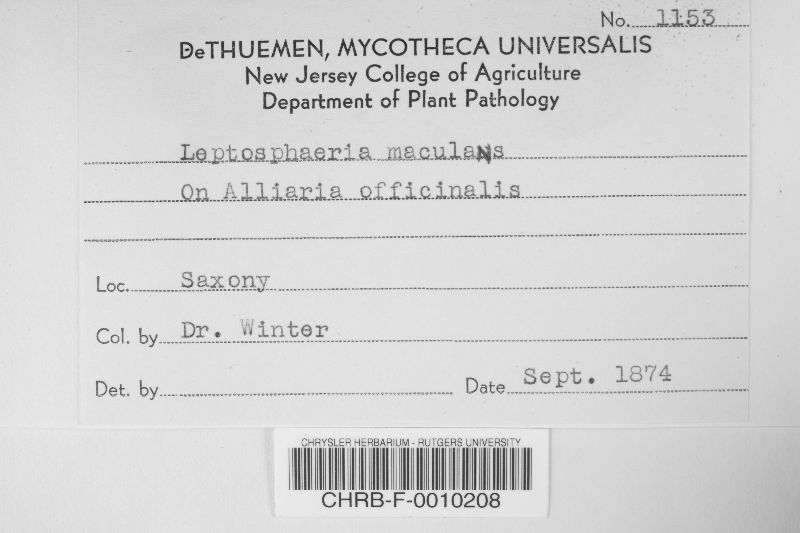 No. 1153
DeTHUEMEN, MYCOTHECA UNIVERSALIS
New Jersey College of Agriculture
Department of Plant Pathology
Leptosphaeria maculaNs
On Alliaria officinalis
Loc. Saxony
Col. by Dr. Winter
Det. by
Date Sept. 1874
CHRYSLER HERBARIUM - RUTGERS UNIVERSITY
CHRB-F-0010208